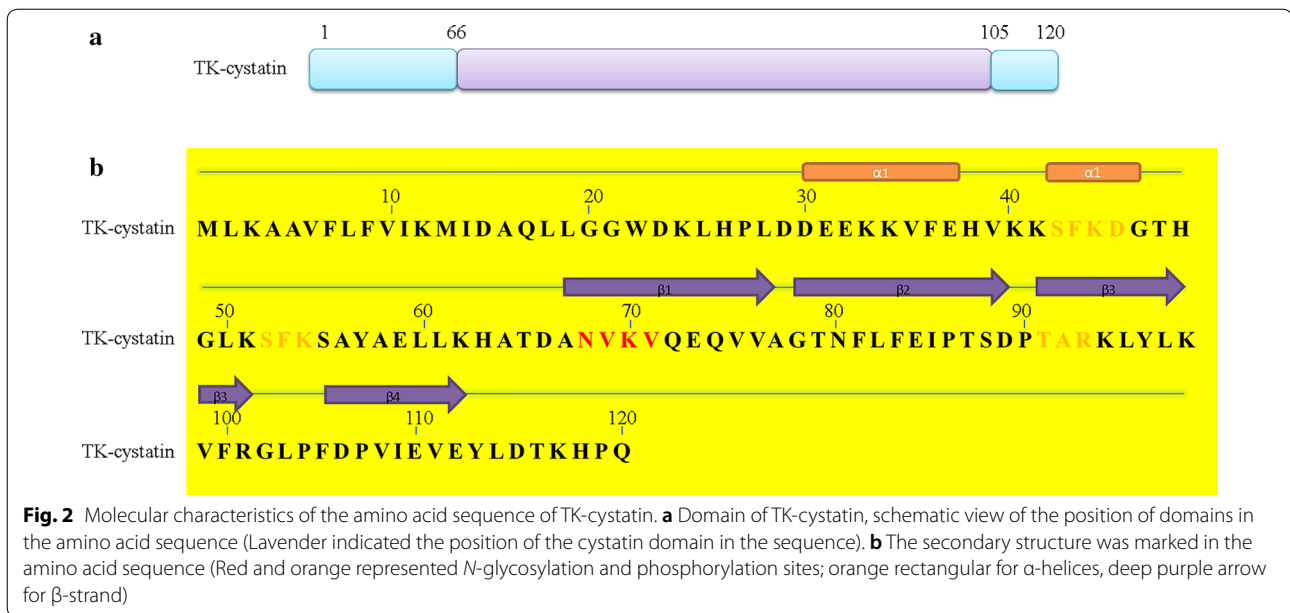 a
1 66 105 120
TK-cystatin
b
α1 α1
10 20 30 40
TK-cystatin MLKAAVFLFVIKMIDAQLLGGWDKLHPLDDEEKKVFEHVKKSFKDGTH
β1 β2 β3
50 60 70 80 90
TK-cystatin GLKSFKSAYAELLKHATDANVKVQEQVVAGTNFLFEIPTSDPTARKLYLK
β3 β4
100 110 120
TK-cystatin VFRGLPFDPVIEVEYLDTKHPQ
Fig. 2 Molecular characteristics of the amino acid sequence of TK-cystatin. a Domain of TK-cystatin, schematic view of the position of domains in
the amino acid sequence (Lavender indicated the position of the cystatin domain in the sequence). b The secondary structure was marked in the
amino acid sequence (Red and orange represented N-glycosylation and phosphorylation sites; orange rectangular for α-helices, deep purple arrow
for β-strand)